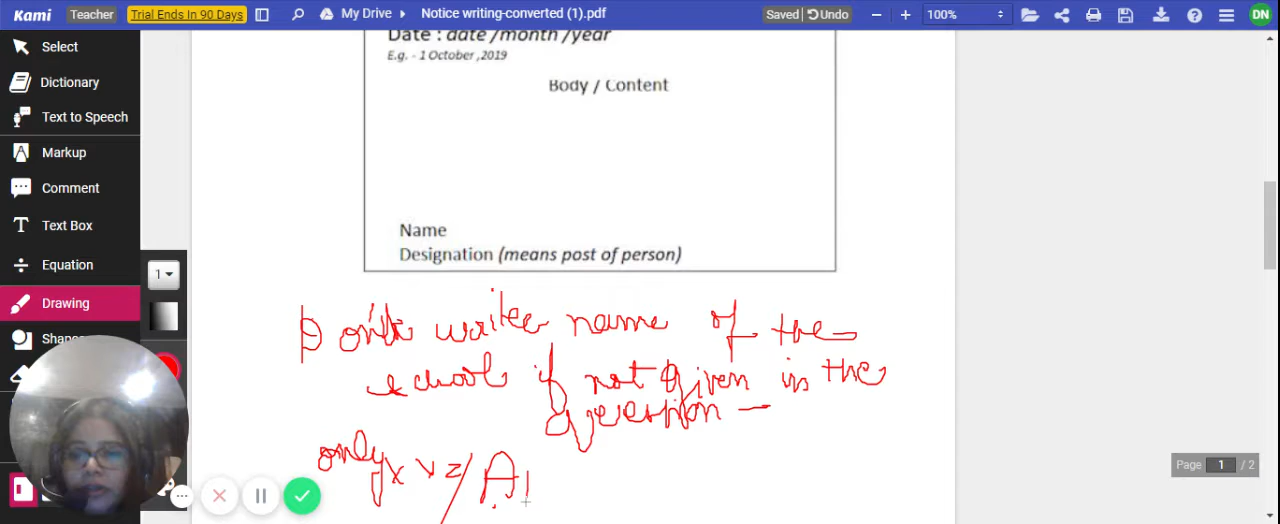 Kami Teacher Trial Ends In 90 Days My Drive Notice writing-converted (1).pdf Saved Undo 100% DN
Select
Dictionary
Text to Speech
Markup
Comment
Text Box
Equation
Drawing
Shapes
1
Date : date /month /year
E.g. - 1 October ,2019
Body / Content
Name
Designation (means post of person)
Don't write name of the
school if not given in the
question —
only X Y Z/ A
Page 1 / 2